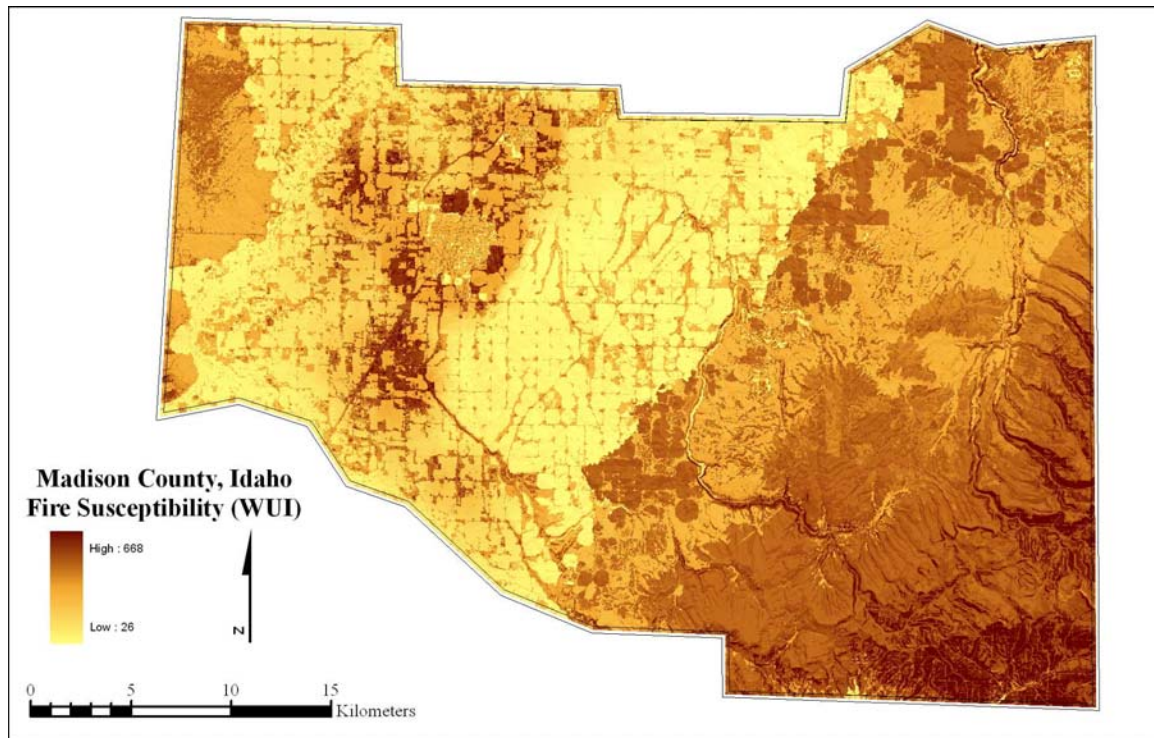 Madison County, Idaho
Fire Susceptibility (WUI)
High : 668
Low : 26
N
0 5 10 15
Kilometers